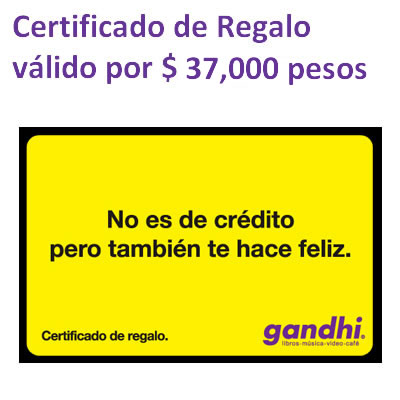 Certificado de Regalo
válido por $ 37,000 pesos
No es de crédito
pero también te hace feliz.
Certificado de regalo.
gandhi®
libros-música-video-café